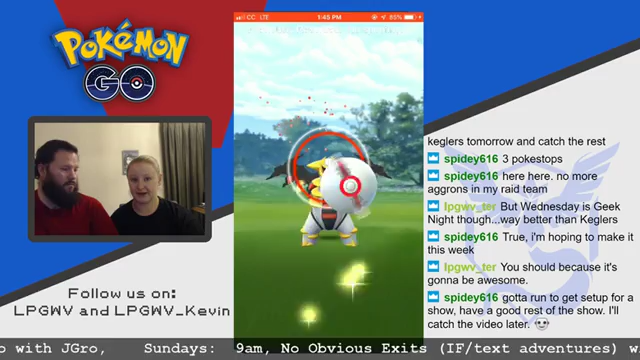 POKÉMON
GO
CC LTE 1:45 PM 85%
keglers tomorrow and catch the rest
spidey616 3 pokestops
spidey616 here here. no more
aggrons in my raid team
lpgwv_ter But Wednesday is Geek
Night though...way better than Keglers
spidey616 True, i'm hoping to make it
this week
lpgwv_ter You should because it's
gonna be awesome.
spidey616 gotta run to get setup for a
show, have a good rest of the show. I'll
catch the video later.
Follow us on:
LPGWV and LPGWV_Kevin
o with JGro, Sundays: 9am, No Obvious Exits (IF/text adventures) w